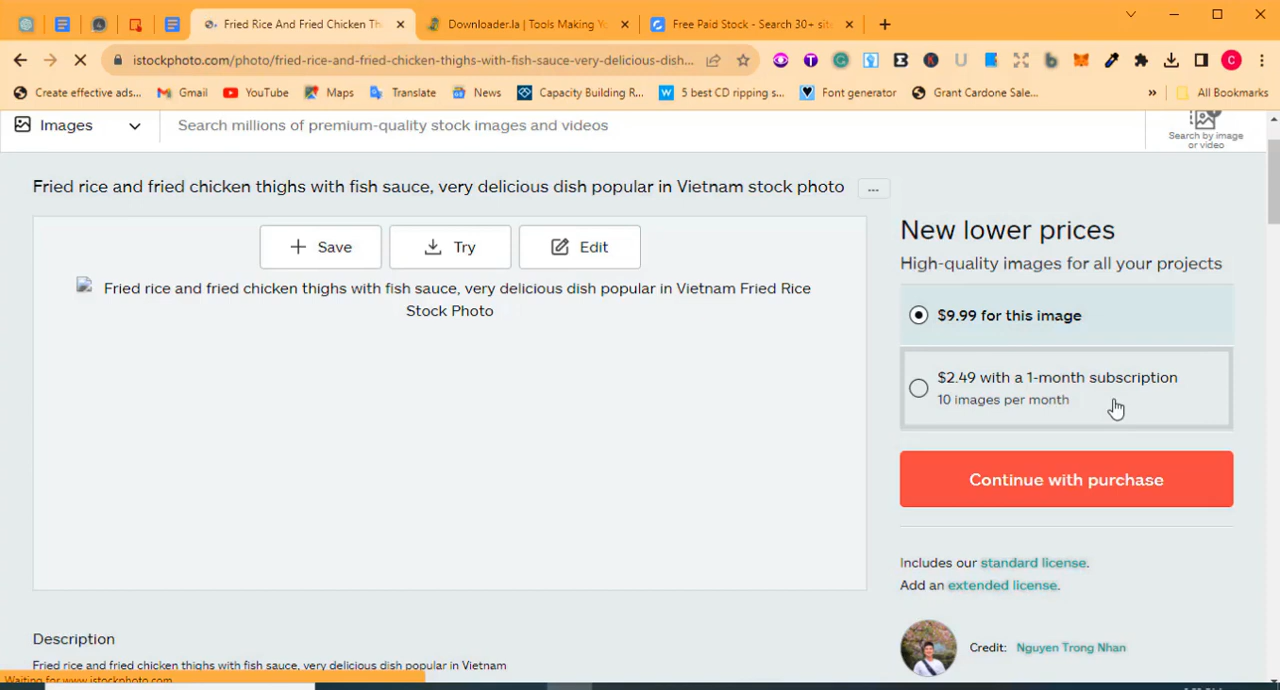 Fried Rice And Fried Chicken Th
Downloader.la | Tools Making Yo
Free Paid Stock - Search 30+ sit
istockphoto.com/photo/fried-rice-and-fried-chicken-thighs-with-fish-sauce-very-delicious-dish...
C
Create effective ads...
Gmail
YouTube
Maps
Translate
News
Capacity Building R...
5 best CD ripping s...
Font generator
Grant Cardone Sale...
»
All Bookmarks
Images
Search millions of premium-quality stock images and videos
Search by image
or video
Fried rice and fried chicken thighs with fish sauce, very delicious dish popular in Vietnam stock photo
...
Save
Try
Edit
Fried rice and fried chicken thighs with fish sauce, very delicious dish popular in Vietnam Fried Rice
Stock Photo
New lower prices
High-quality images for all your projects
$9.99 for this image
$2.49 with a 1-month subscription
10 images per month
Continue with purchase
Includes our standard license.
Add an extended license.
Credit: Nguyen Trong Nhan
Description
Fried rice and fried chicken thighs with fish sauce, very delicious dish popular in Vietnam
Waiting for www.istockphoto.com